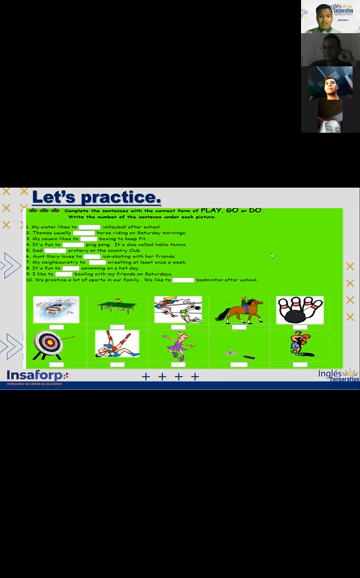 Inglés
Corporativo
Let's practice.
Complete the sentences with the correct form of PLAY, GO or DO.
Write the number of the sentence under each picture.
1. My sister likes to volleyball after school.
2. Thomas usually horse riding on Saturday mornings.
3. My cousin likes to boxing to keep fit.
4. It's fun to ping pong. It's also called table tennis.
5. Dad archery at the country Club.
6. Aunt Mary loves to ice-skating with her friends.
7. My neighbours try to wrestling at least once a week.
8. It's fun to swimming on a hot day.
9. I like to bowling with my friends on Saturdays.
10. We practice a lot of sports in our family. We like to badminton after school.
Insaforp
Inglés
Corporativo